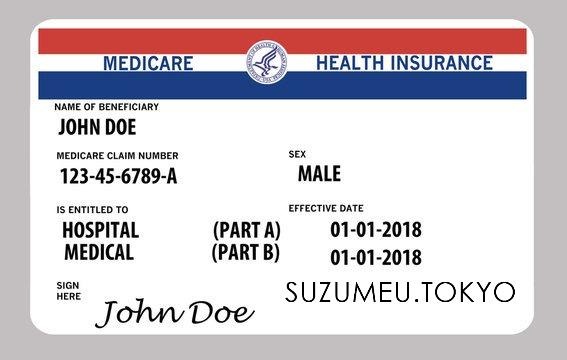 MEDICARE HEALTH INSURANCE
NAME OF BENEFICIARY
JOHN DOE
MEDICARE CLAIM NUMBER SEX
123-45-6789-A MALE
IS ENTITLED TO EFFECTIVE DATE
HOSPITAL (PART A) 01-01-2018
MEDICAL (PART B) 01-01-2018
SIGN
HERE
John Doe
SUZUMEU.TOKYO